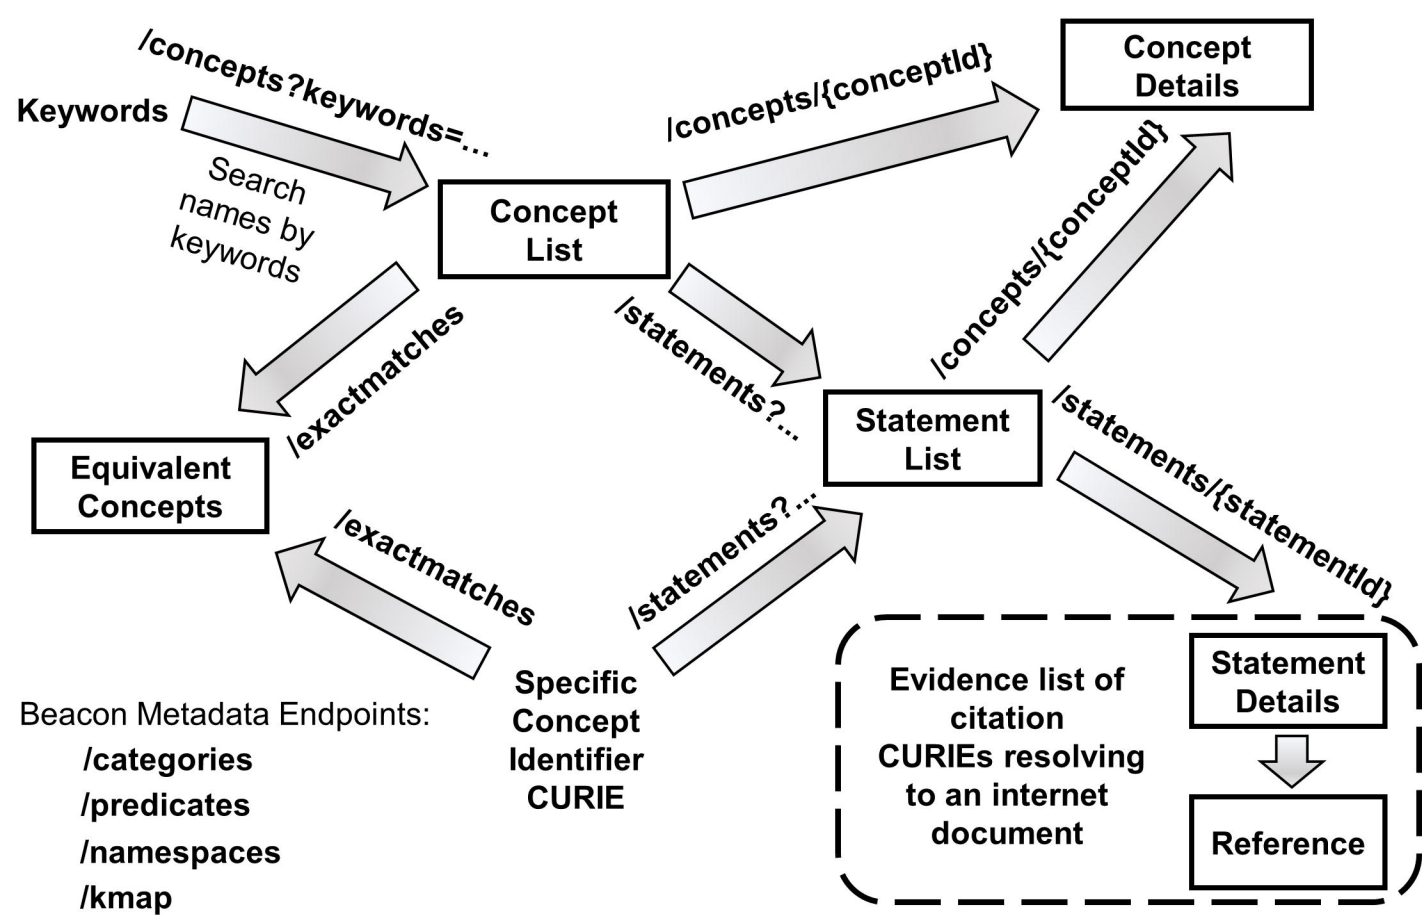 /concepts?keywords=...
Keywords
Search
names by
keywords
/concepts/{conceptId}
Concept
Details
Concept
List
/concepts/{conceptId}
/exactmatches
/statements?...
Statement
List
/statements/{statementId}
Equivalent
Concepts
/exactmatches
/statements?...
Specific
Concept
Identifier
CURIE
Beacon Metadata Endpoints:
/categories
/predicates
/namespaces
/kmap
Evidence list of
citation
CURIEs resolving
to an internet
document
Statement
Details
Reference